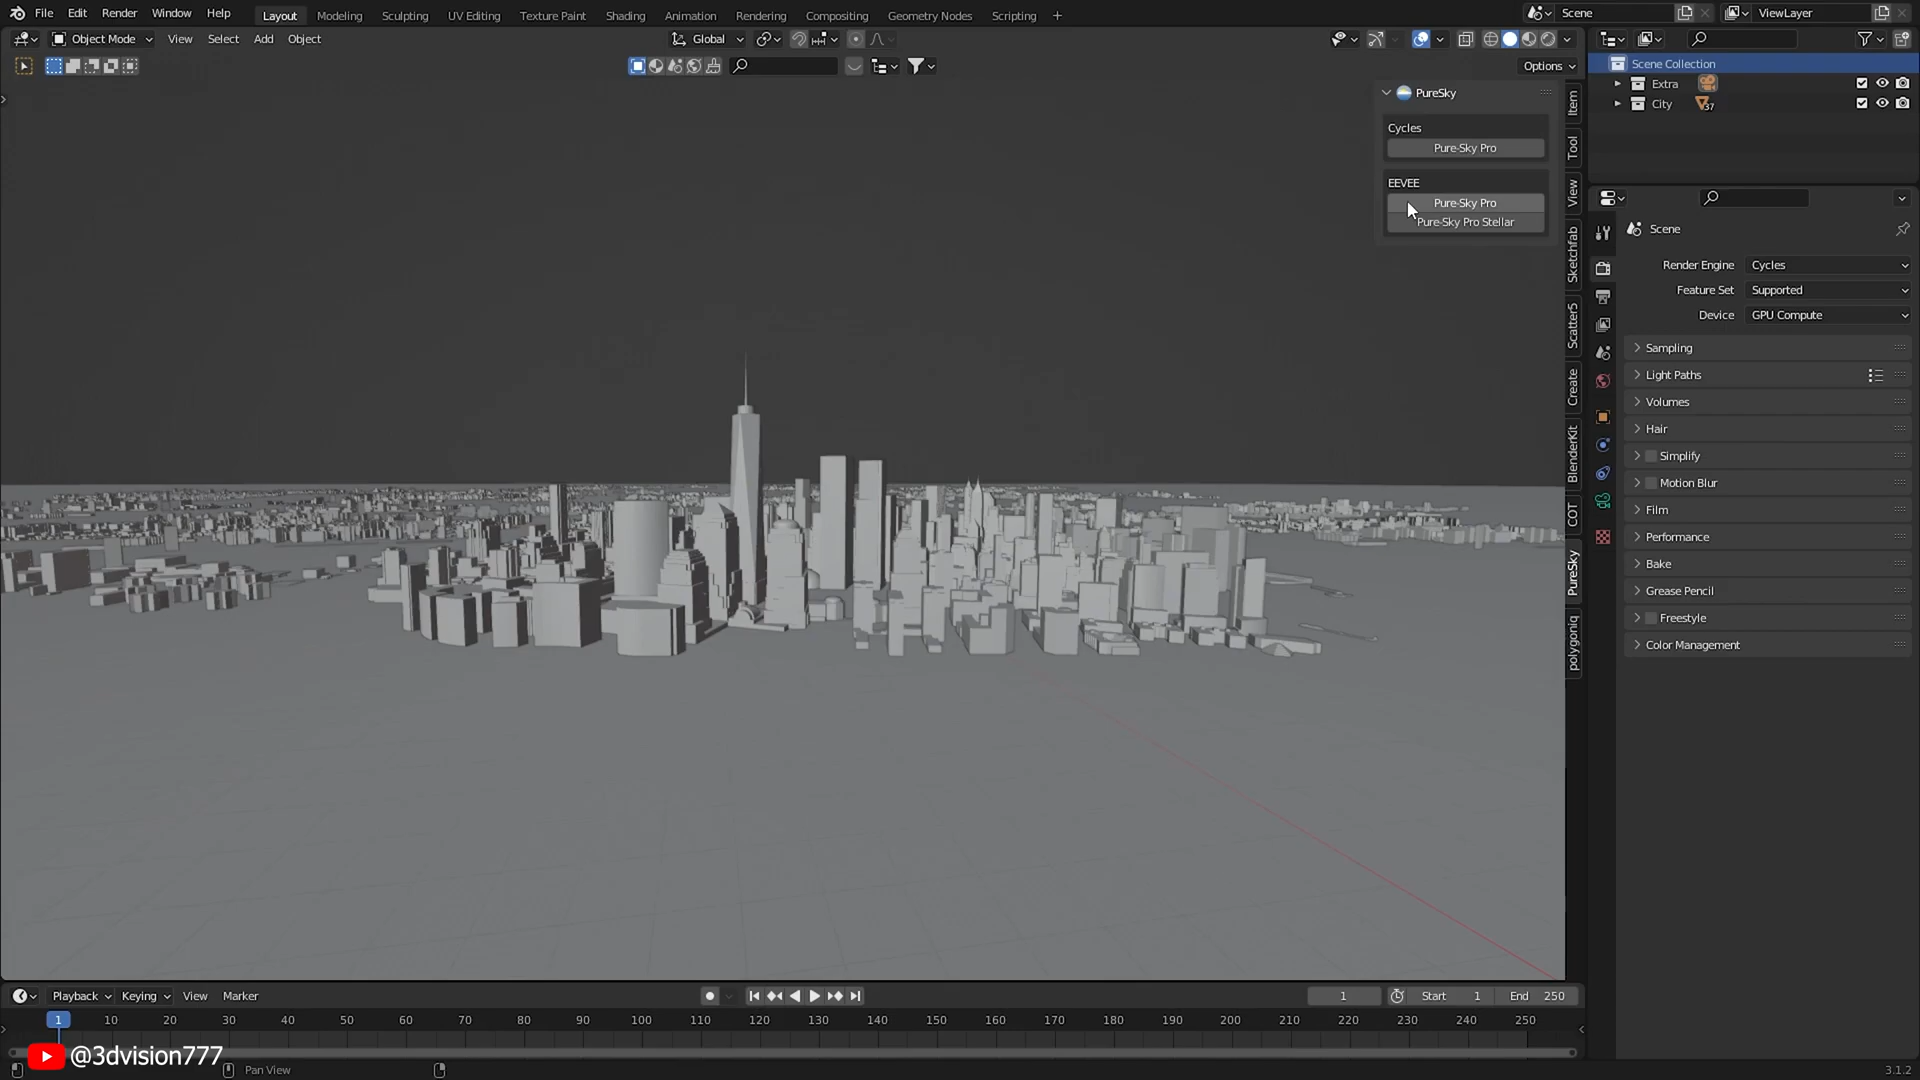 File Edit Render Window Help Layout Modeling Sculpting UV Editing Texture Paint Shading Animation Rendering Compositing Geometry Nodes Scripting + Scene ViewLayer
Object Mode View Select Add Object Global
Options
Scene Collection
Extra
City 37
PureSky
Cycles
Pure-Sky Pro
EEVEE
Pure-Sky Pro
Pure-Sky Pro Stellar
Item
Tool
View
Sketchfab
Scatter5
Create
BlenderKit
COT
PureSky
polygoniq
Scene
Render Engine Cycles
Feature Set Supported
Device GPU Compute
Sampling
Light Paths
Volumes
Hair
Simplify
Motion Blur
Film
Performance
Bake
Grease Pencil
Freestyle
Color Management
Playback Keying View Marker 1 Start 1 End 250
1 10 20 30 40 50 60 70 80 90 100 110 120 130 140 150 160 170 180 190 200 210 220 230 240 250
@3dvision777
Pan View 3.1.2